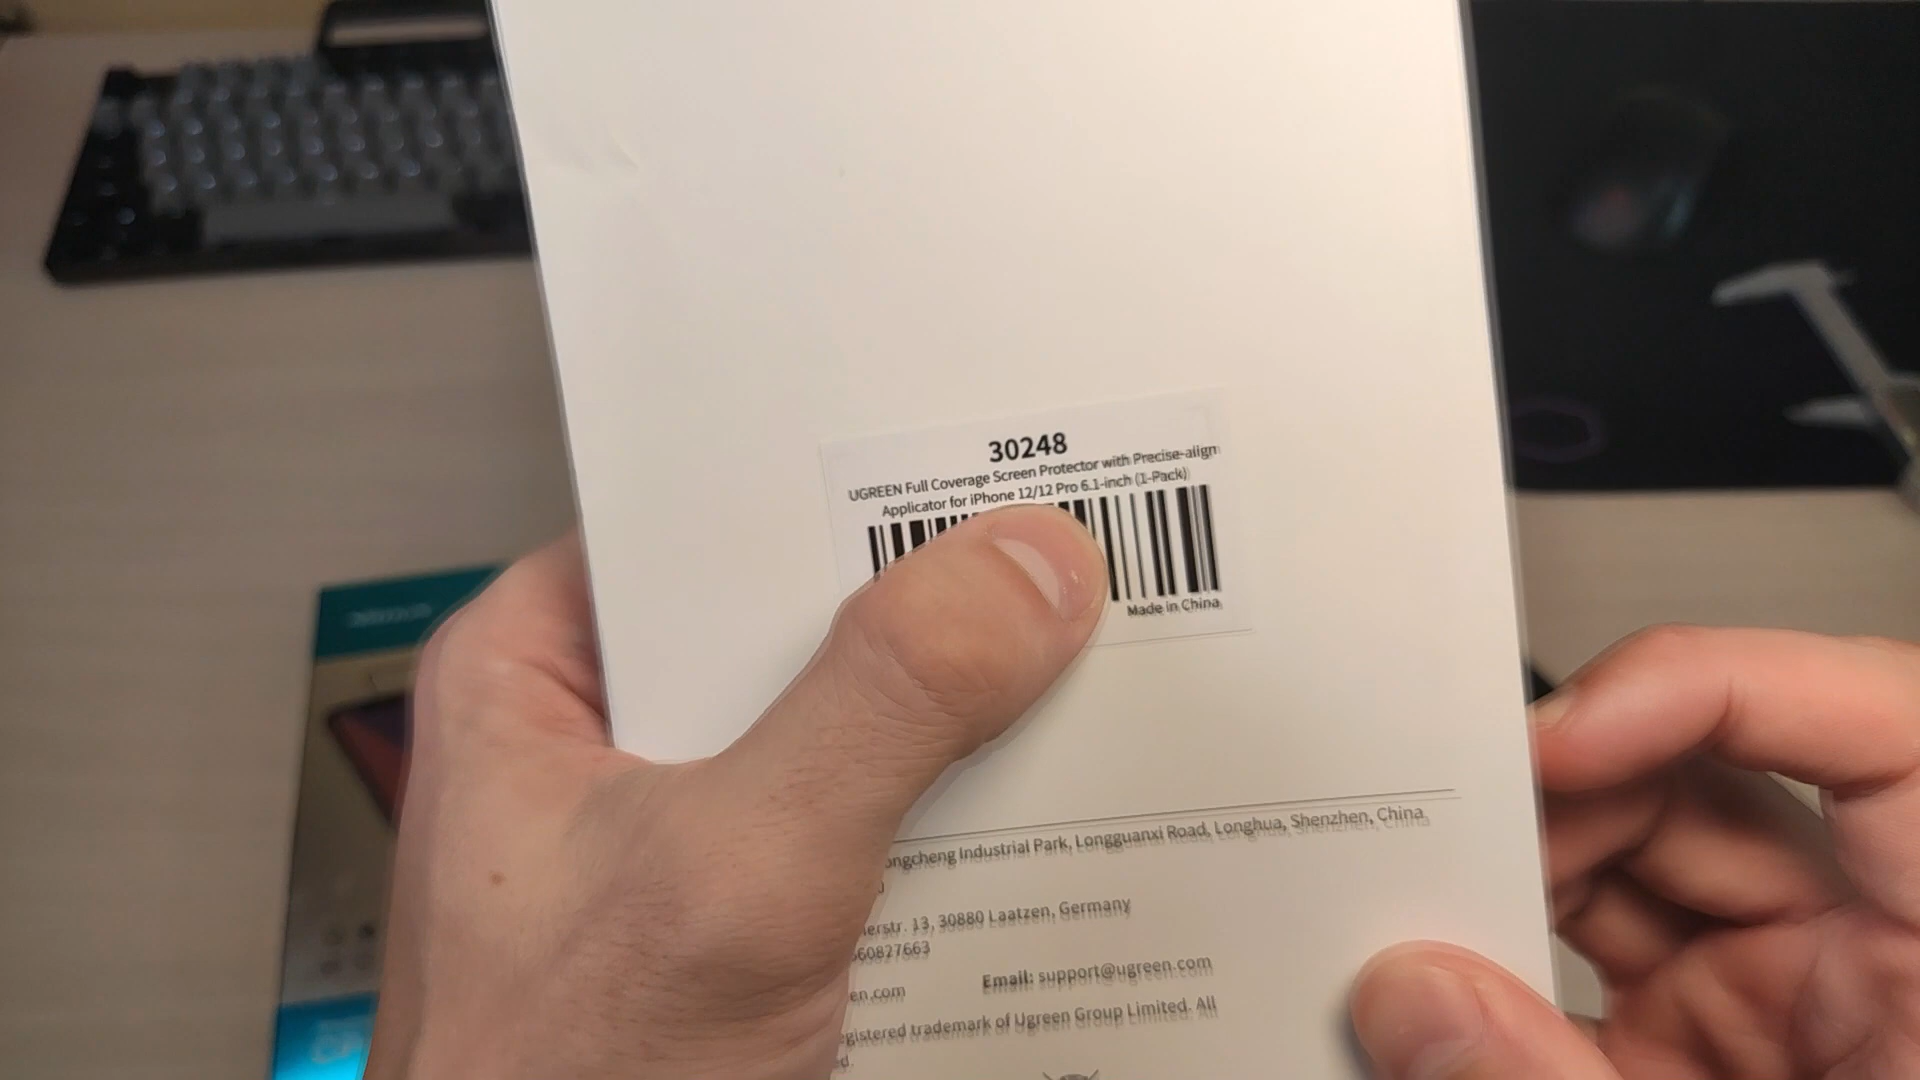 30248
UGREEN Full Coverage Screen Protector with Precise-align
Applicator for iPhone 12/12 Pro 6.1-inch (1-Pack)
Made in China
ongcheng Industrial Park, Longguanxi Road, Longhua, Shenzhen, China
erstr. 13, 30880 Laatzen, Germany
60827663
en.com Email: support@ugreen.com
egistered trademark of Ugreen Group Limited. All
ed.